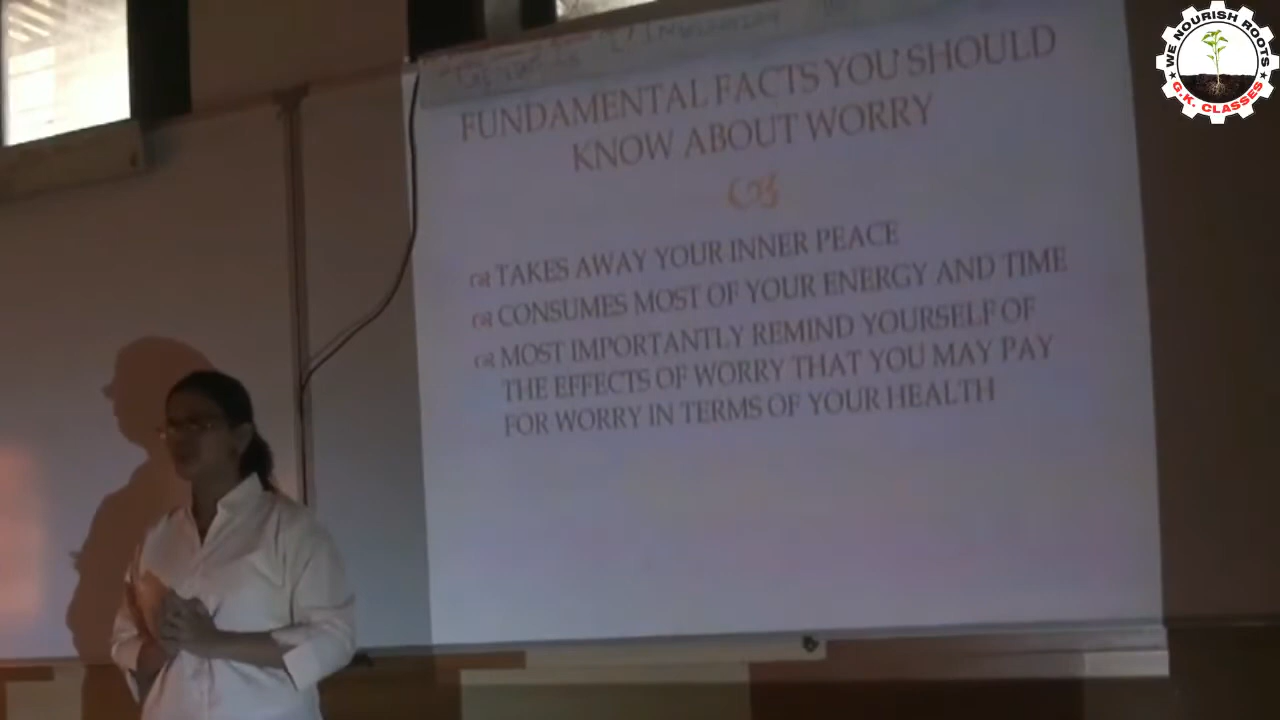 FUNDAMENTAL FACTS YOU SHOULD
KNOW ABOUT WORRY
TAKES AWAY YOUR INNER PEACE
CONSUMES MOST OF YOUR ENERGY AND TIME
MOST IMPORTANTLY REMIND YOURSELF OF
THE EFFECTS OF WORRY THAT YOU MAY PAY
FOR WORRY IN TERMS OF YOUR HEALTH
WE NOURISH ROOTS
G.K. CLASSES